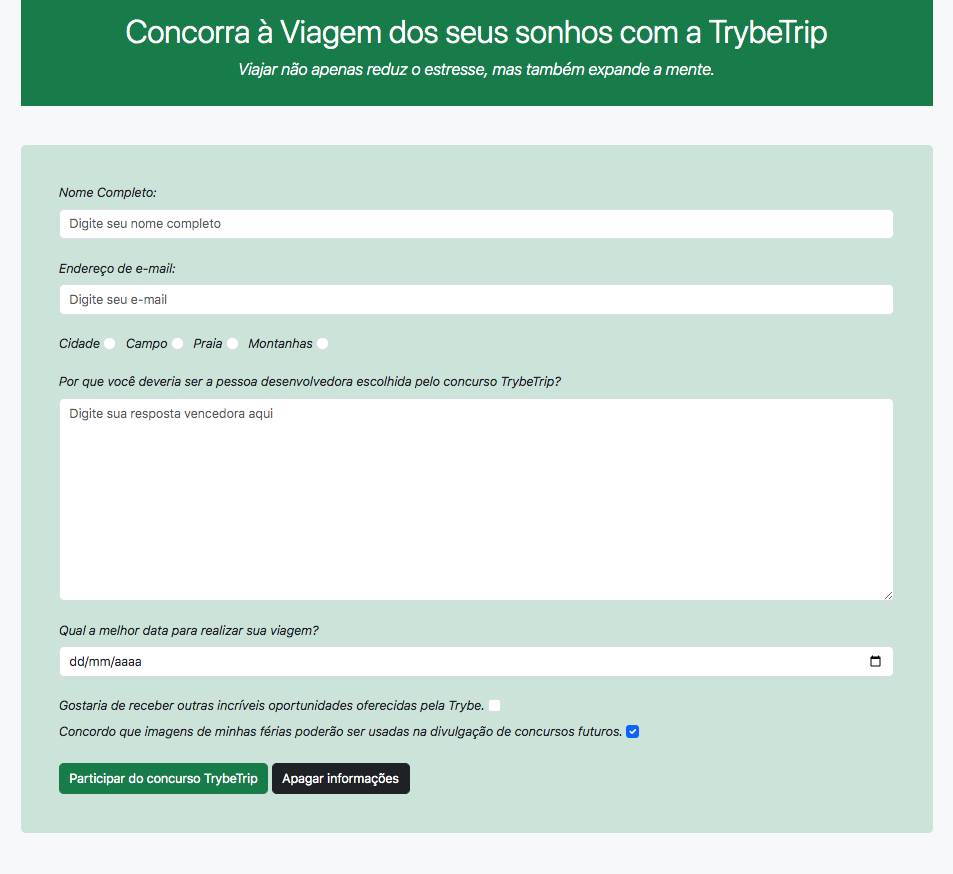 Concorra à Viagem dos seus sonhos com a TrybeTrip
Viajar não apenas reduz o estresse, mas também expande a mente.
Nome Completo:
Digite seu nome completo
Endereço de e-mail:
Digite seu e-mail
Cidade Campo Praia Montanhas
Por que você deveria ser a pessoa desenvolvedora escolhida pelo concurso TrybeTrip?
Digite sua resposta vencedora aqui
Qual a melhor data para realizar sua viagem?
dd/mm/aaaa
Gostaria de receber outras incríveis oportunidades oferecidas pela Trybe.
Concordo que imagens de minhas férias poderão ser usadas na divulgação de concursos futuros.
Participar do concurso TrybeTrip Apagar informações